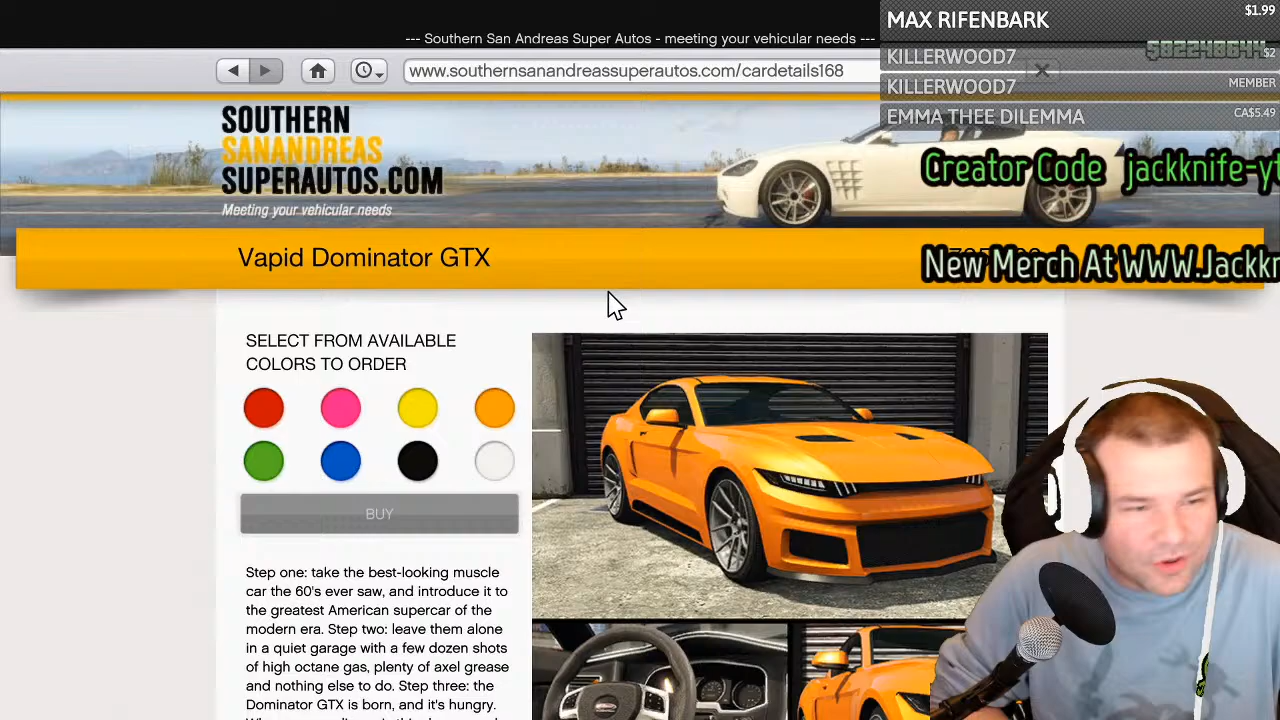 --- Southern San Andreas Super Autos - meeting your vehicular needs ---
MAX RIFENBARK $1.99
KILLERWOOD7 $2
KILLERWOOD7 MEMBER
EMMA THEE DILEMMA CA$5.49
www.southernsanandreassuperautos.com/cardetails168
SOUTHERN
SANANDREAS
SUPERAUTOS.COM
Meeting your vehicular needs
Creator Code jackknife-yt
Vapid Dominator GTX
New Merch At WWW.Jackkn
SELECT FROM AVAILABLE
COLORS TO ORDER
BUY
Step one: take the best-looking muscle
car the 60's ever saw, and introduce it to
the greatest American supercar of the
modern era. Step two: leave them alone
in a quiet garage with a few dozen shots
of high octane gas, plenty of axel grease
and nothing else to do. Step three: the
Dominator GTX is born, and it's hungry.